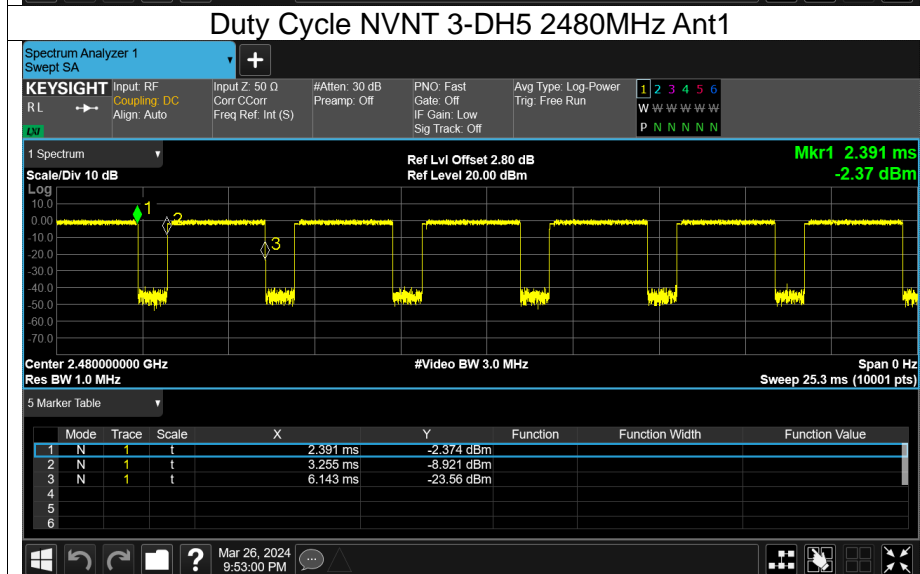 Duty Cycle NVNT 3-DH5 2480MHz Ant1
Spectrum Analyzer 1
Swept SA
KEYSIGHT Input: RF Input Z: 50 Ω #Atten: 30 dB PNO: Fast Avg Type: Log-Power 1 2 3 4 5 6
R L Coupling: DC Corr CCorr Preamp: Off Gate: Off Trig: Free Run W W W W W W
Align: Auto Freq Ref: Int (S) IF Gain: Low
LXI Sig Track: Off P N N N N N
1 Spectrum Ref Lvl Offset 2.80 dB Mkr1 2.391 ms
Scale/Div 10 dB Ref Level 20.00 dBm -2.37 dBm
Log
10.0
0.00
-10.0
-20.0
-30.0
-40.0
-50.0
-60.0
-70.0
1
2
3
Center 2.480000000 GHz #Video BW 3.0 MHz Span 0 Hz
Res BW 1.0 MHz Sweep 25.3 ms (10001 pts)
5 Marker Table
Mode Trace Scale X Y Function Function Width Function Value
1 N 1 t 2.391 ms -2.374 dBm
2 N 1 t 3.255 ms -8.921 dBm
3 N 1 t 6.143 ms -23.56 dBm
4
5
6
? Mar 26, 2024
9:53:00 PM